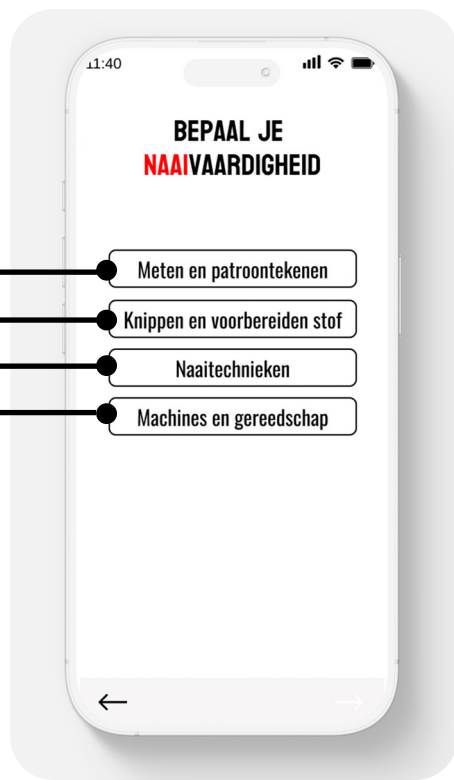 11:40
BEPAAL JE
NAAIVAARDIGHEID
Meten en patroontekenen
Knippen en voorbereiden stof
Naaitechnieken
Machines en gereedschap